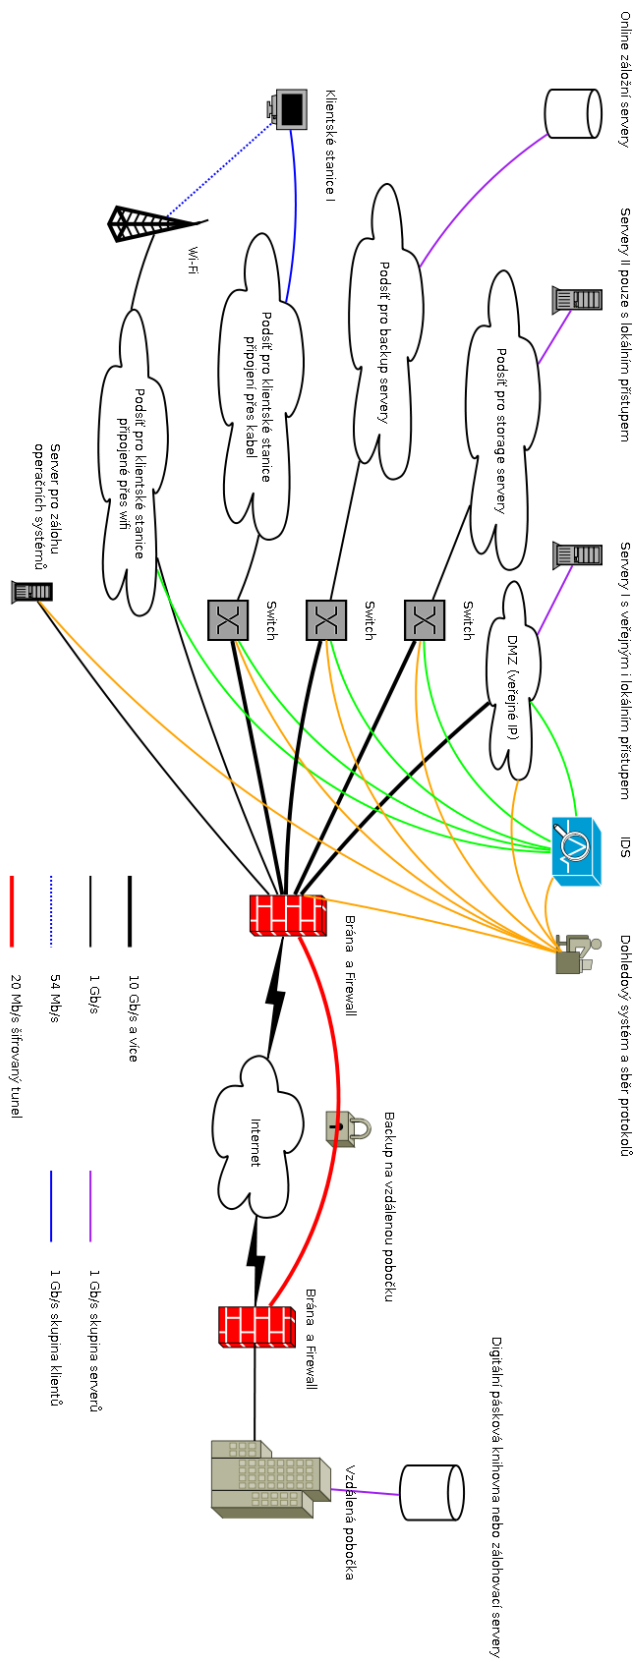 Online záložní servery
Servery II pouze s lokálním přístupem
Servery I s veřejným i lokálním přístupem
IDS
Dohledový systém a sběr protokolů
Klientské stanice I
Wi-Fi
Podsíť pro backup servery
Podsíť pro storage servery
Podsíť pro klientské stanice
připojení přes kabel
Podsíť pro klientské stanice
připojené přes wifi
DMZ (veřejné IP)
Switch
Switch
Switch
Server pro zálohu
operačních systémů
Brána a Firewall
Internet
Backup na vzdálenou pobočku
Brána a Firewall
Vzdálená pobočka
Digitální pásková knihovna nebo zálohovací servery
10 Gb/s a více
1 Gb/s
54 Mb/s
20 Mb/s šifrovaný tunel
1 Gb/s skupina serverů
1 Gb/s skupina klientů